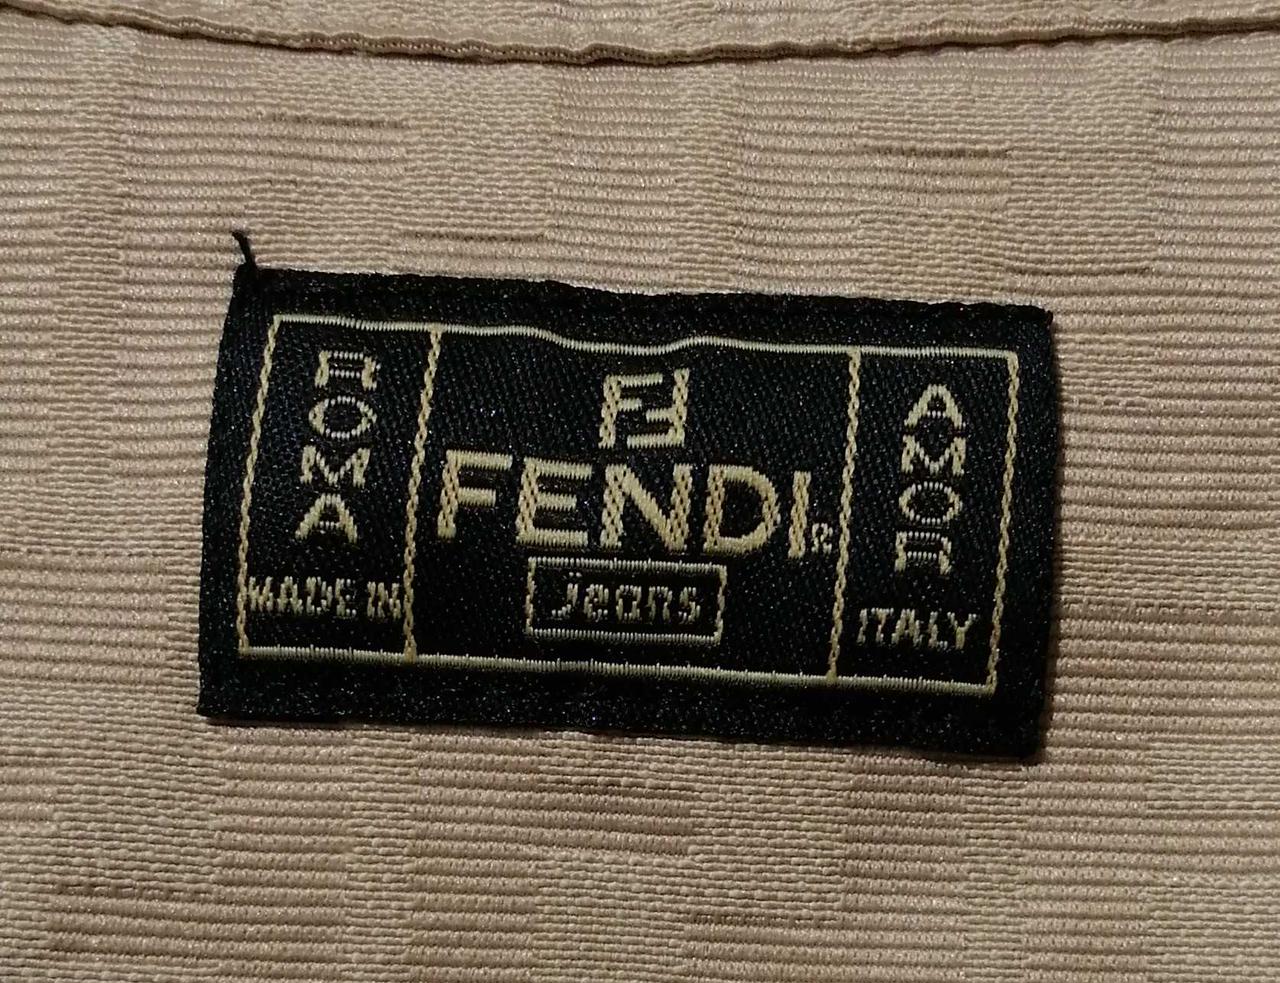 ROMA
MADE IN
FF
FENDI®
jeans
AMOR
ITALY